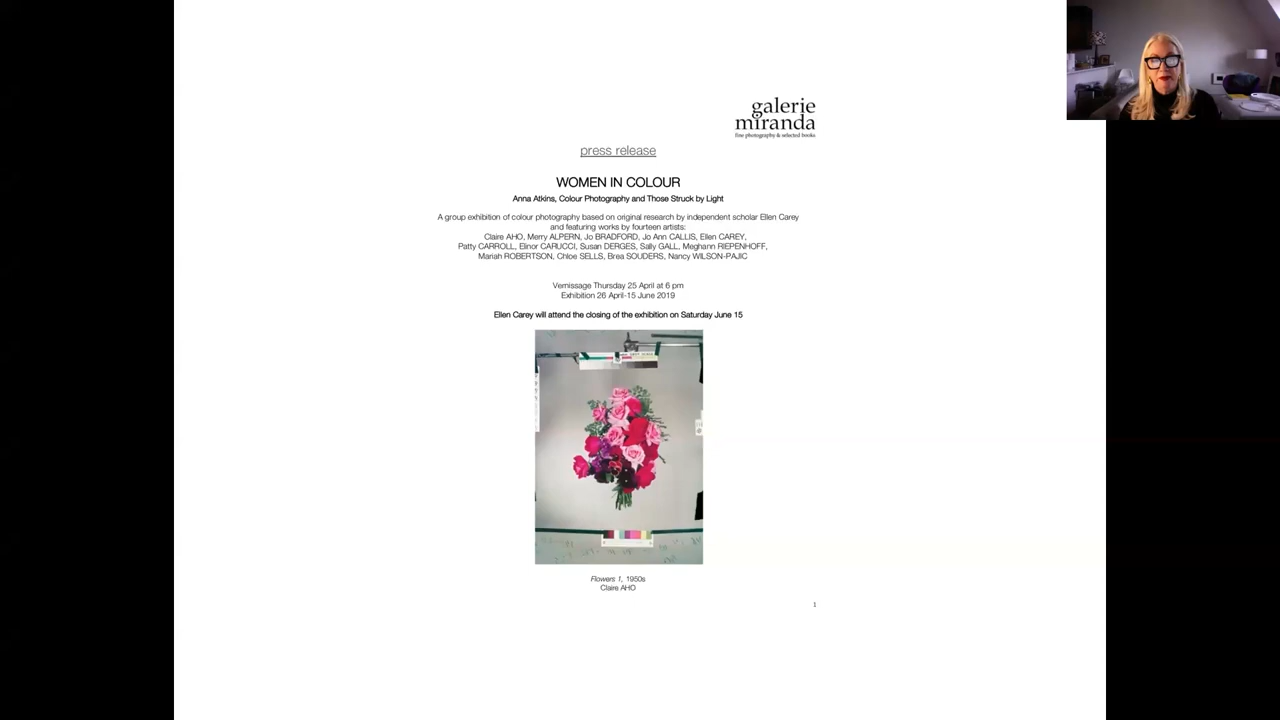 galerie
miranda
fine photography & selected books
press release
WOMEN IN COLOUR
Anna Atkins, Colour Photography and Those Struck by Light
A group exhibition of colour photography based on original research by independent scholar Ellen Carey
and featuring works by fourteen artists:
Claire AHO, Merry ALPERN, Jo BRADFORD, Jo Ann CALLIS, Ellen CAREY,
Patty CARROLL, Elinor CARUCCI, Susan DERGES, Sally GALL, Meghann RIEPENHOFF,
Mariah ROBERTSON, Chloe SELLS, Brea SOUDERS, Nancy WILSON-PAJIC
Vernissage Thursday 25 April at 6 pm
Exhibition 26 April-15 June 2019
Ellen Carey will attend the closing of the exhibition on Saturday June 15
Flowers 1, 1950s
Claire AHO
1